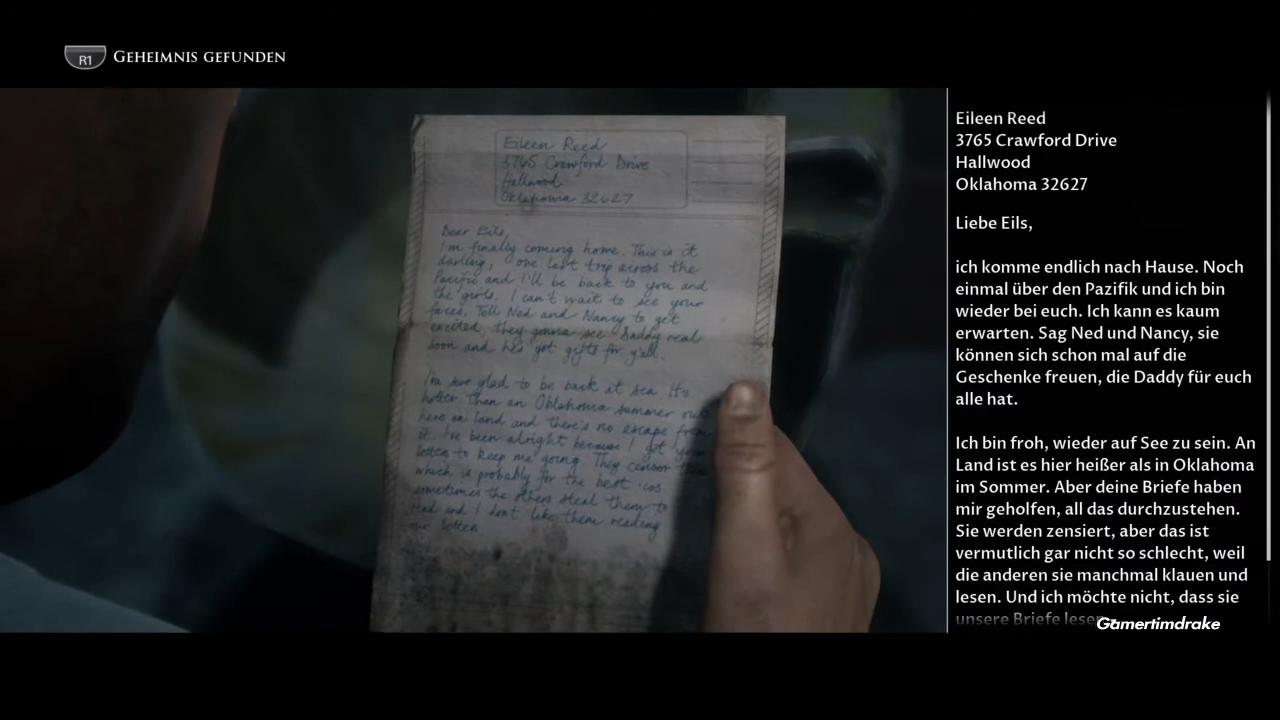 R1 GEHEIMNIS GEFUNDEN
Eileen Reed
3765 Crawford Drive
Hallwood
Oklahoma 32627
Dear Eils,
I'm finally coming home. This is it
darling, one last trip across the
Pacific and I'll be back to you and
the girls. I can't wait to see your
faces. Tell Ned and Nancy to get
excited, they gonna see Daddy real
soon and he's got gifts for y'all.
I'm sure glad to be back at sea. It's
hotter than an Oklahoma summer out
here on land and there's no escape from
it. I've been alright because I got your
letters to keep me going. They censor them
which is probably for the best 'cos
sometimes the others steal them to
read and I don't like them reading
our letters
Eileen Reed
3765 Crawford Drive
Hallwood
Oklahoma 32627
Liebe Eils,
ich komme endlich nach Hause. Noch
einmal über den Pazifik und ich bin
wieder bei euch. Ich kann es kaum
erwarten. Sag Ned und Nancy, sie
können sich schon mal auf die
Geschenke freuen, die Daddy für euch
alle hat.
Ich bin froh, wieder auf See zu sein. An
Land ist es hier heißer als in Oklahoma
im Sommer. Aber deine Briefe haben
mir geholfen, all das durchzustehen.
Sie werden zensiert, aber das ist
vermutlich gar nicht so schlecht, weil
die anderen sie manchmal klauen und
lesen. Und ich möchte nicht, dass sie
unsere Briefe lesen.
Gamertimdrake